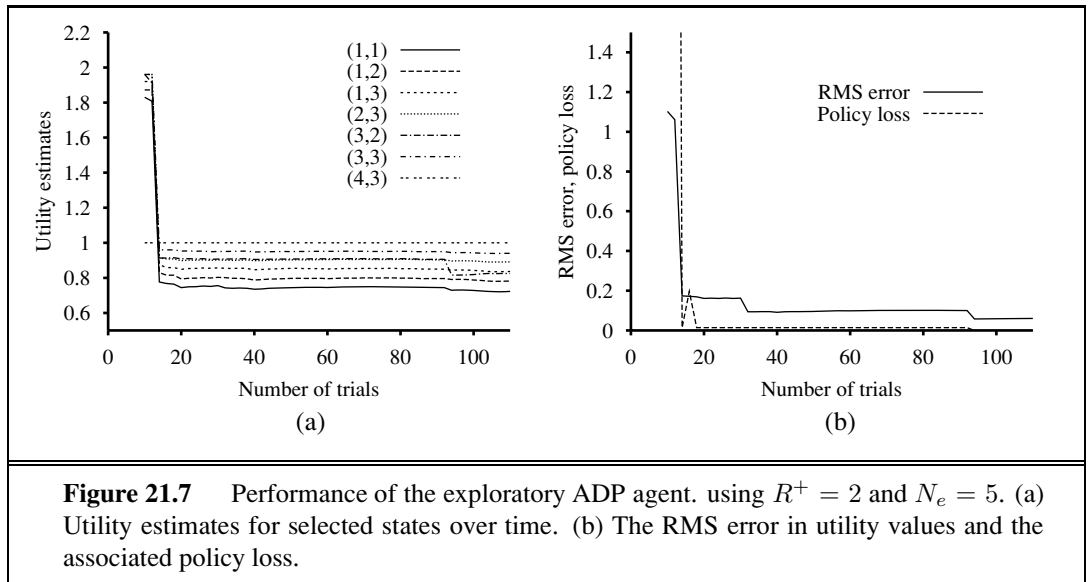 2.2
2
1.8
1.6
1.4
1.2
1
0.8
0.6
Utility estimates
(1,1)
(1,2)
(1,3)
(2,3)
(3,2)
(3,3)
(4,3)
0 20 40 60 80 100
Number of trials
(a)
1.4
1.2
1
0.8
0.6
0.4
0.2
0
RMS error, policy loss
RMS error
Policy loss
0 20 40 60 80 100
Number of trials
(b)
Figure 21.7 Performance of the exploratory ADP agent. using R⁺ = 2 and Nₑ = 5. (a)
Utility estimates for selected states over time. (b) The RMS error in utility values and the
associated policy loss.